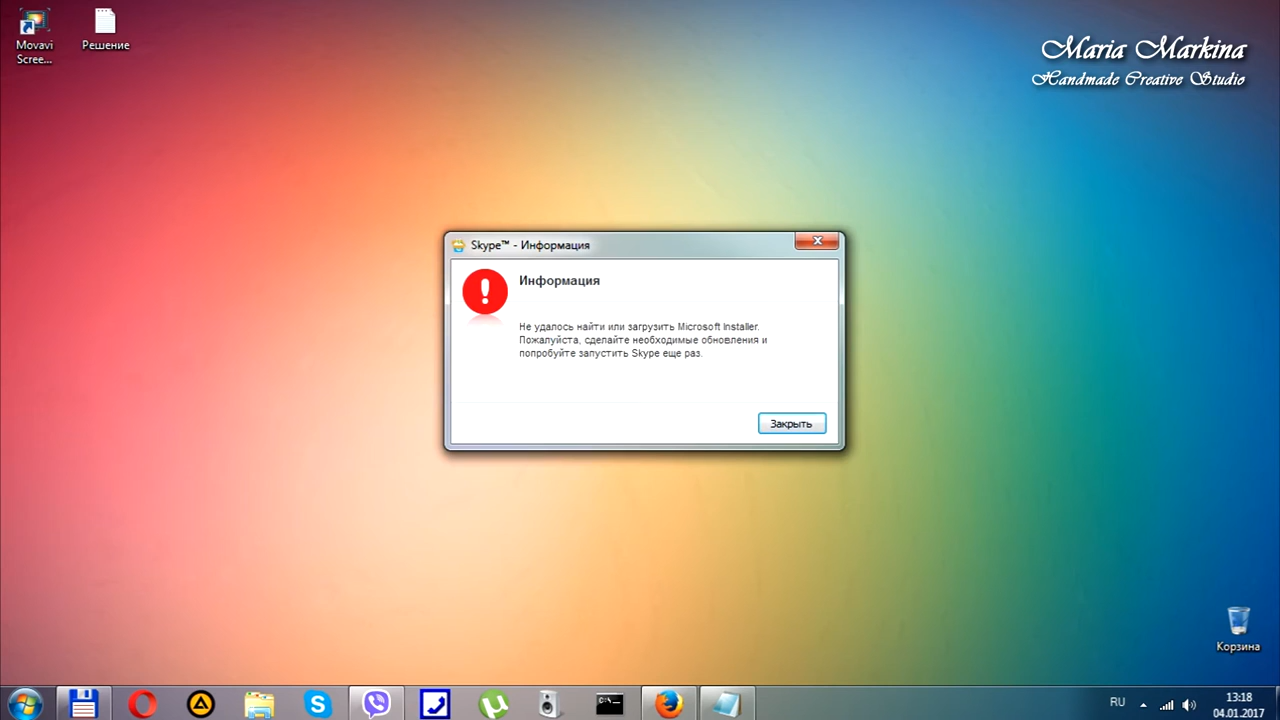 Movavi
Scree...
Решение
Maria Markina
Handmade Creative Studio
Skype™ - Информация
Информация
Не удалось найти или загрузить Microsoft Installer.
Пожалуйста, сделайте необходимые обновления и
попробуйте запустить Skype еще раз.
Закрыть
Корзина
RU
13:18
04.01.2017